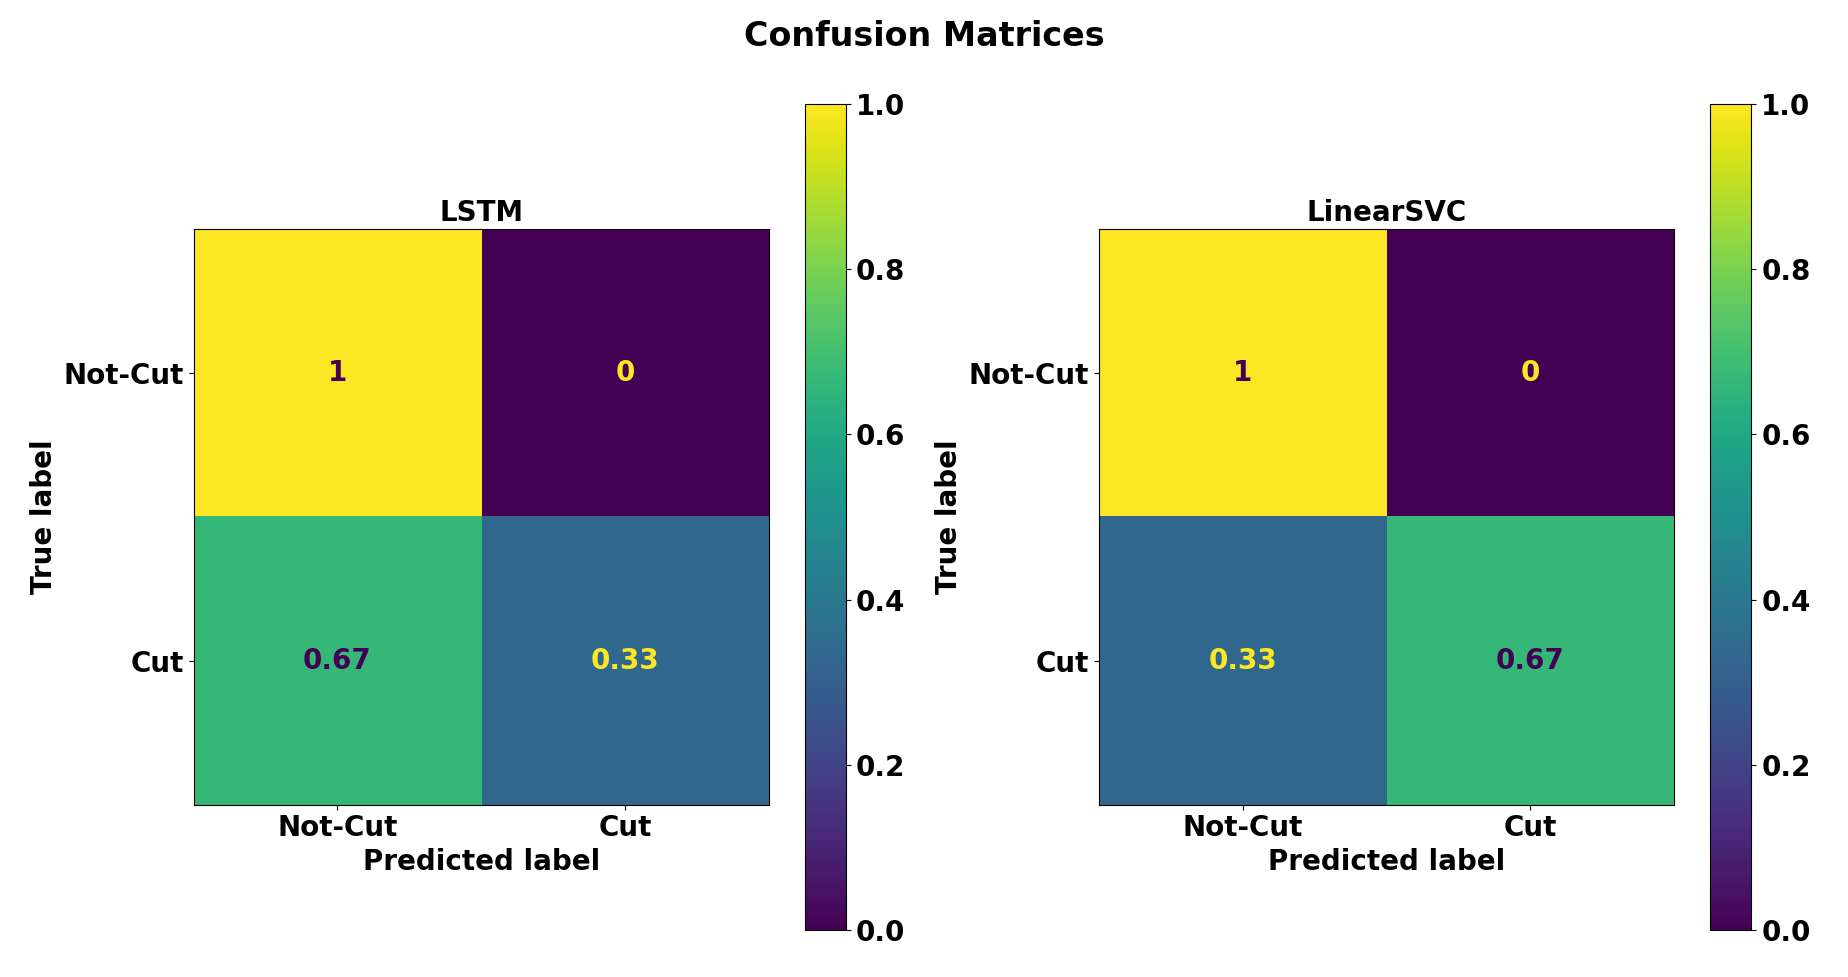 Confusion Matrices
LSTM
True label
Not-Cut
Cut
1
0
0.67
0.33
Not-Cut
Cut
Predicted label
1.0
0.8
0.6
0.4
0.2
0.0
LinearSVC
True label
Not-Cut
Cut
1
0
0.33
0.67
Not-Cut
Cut
Predicted label
1.0
0.8
0.6
0.4
0.2
0.0